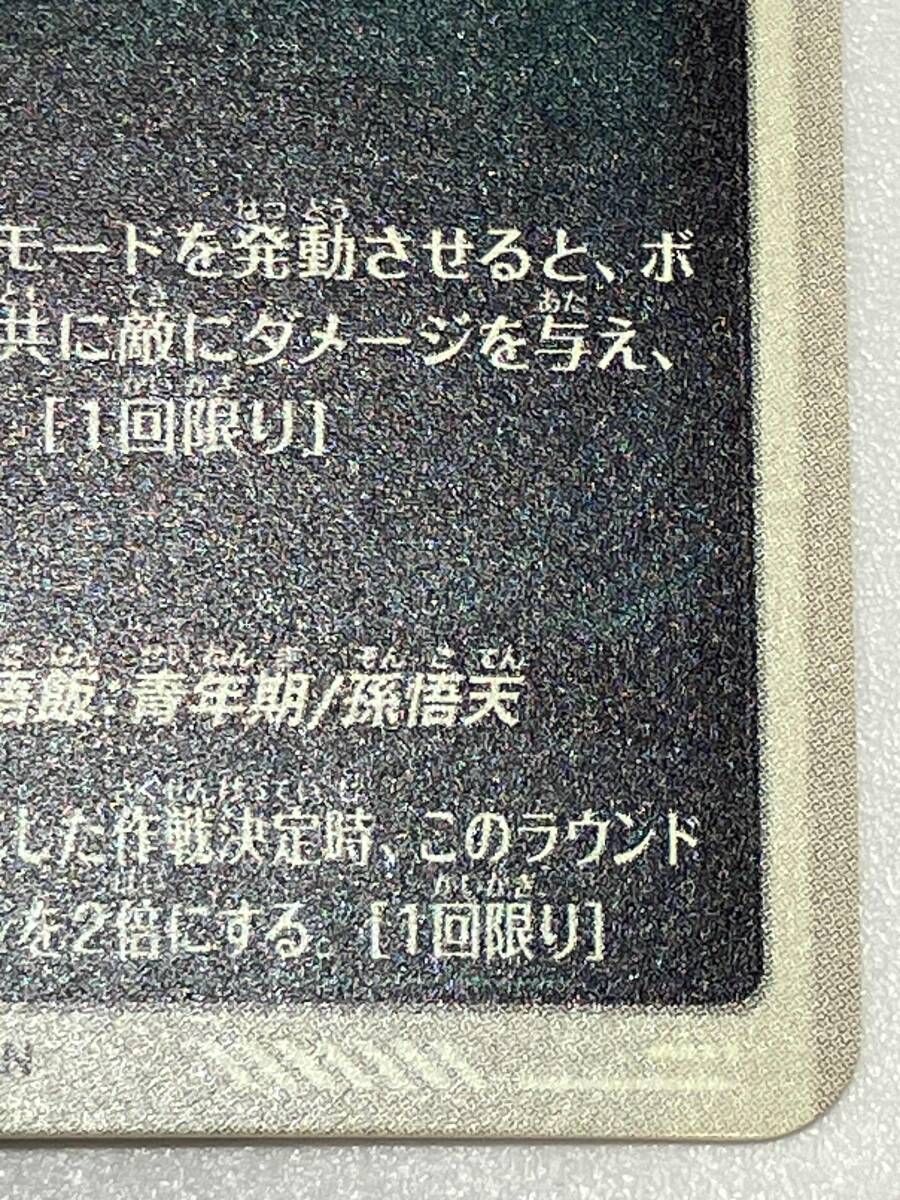 モードを発動させると、ボ
共に敵にダメージを与え、
[1回限り]
悟飯:青年期/孫悟天
した作戦決定時、このラウンド
を2倍にする。[1回限り]